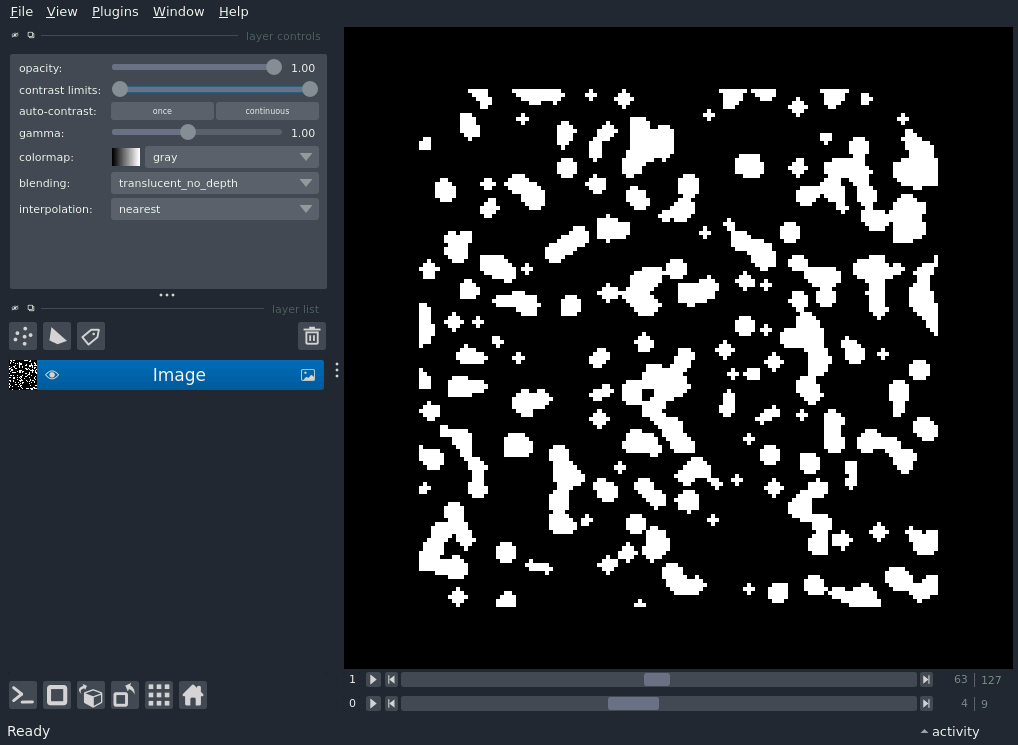 File View Plugins Window Help
layer controls
opacity: 1.00
contrast limits:
auto-contrast: once continuous
gamma: 1.00
colormap: gray
blending: translucent_no_depth
interpolation: nearest
layer list
Image
1 63 127
0 4 9
Ready activity